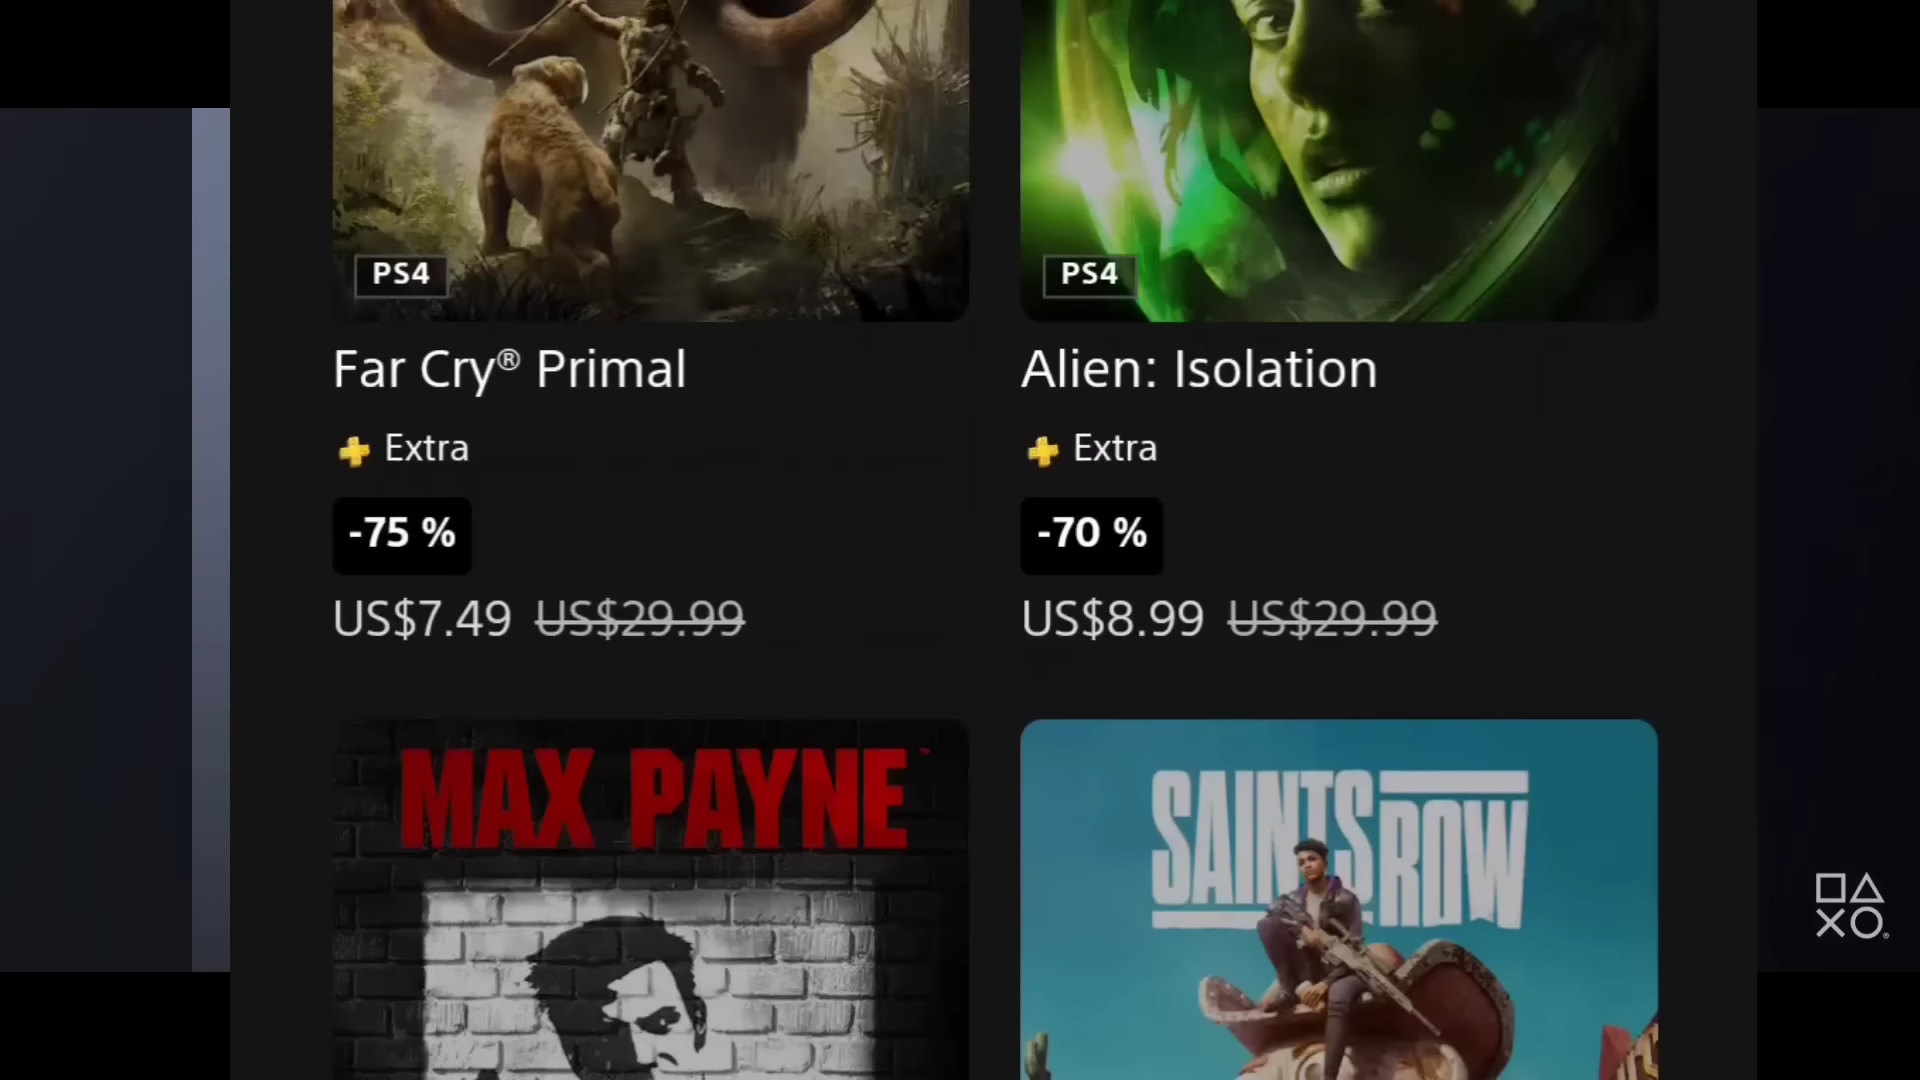 PS4
PS4
Far Cry® Primal
Alien: Isolation
Extra
Extra
-75 %
-70 %
US$7.49 US$29.99
US$8.99 US$29.99
MAX PAYNE™
SAINTS ROW